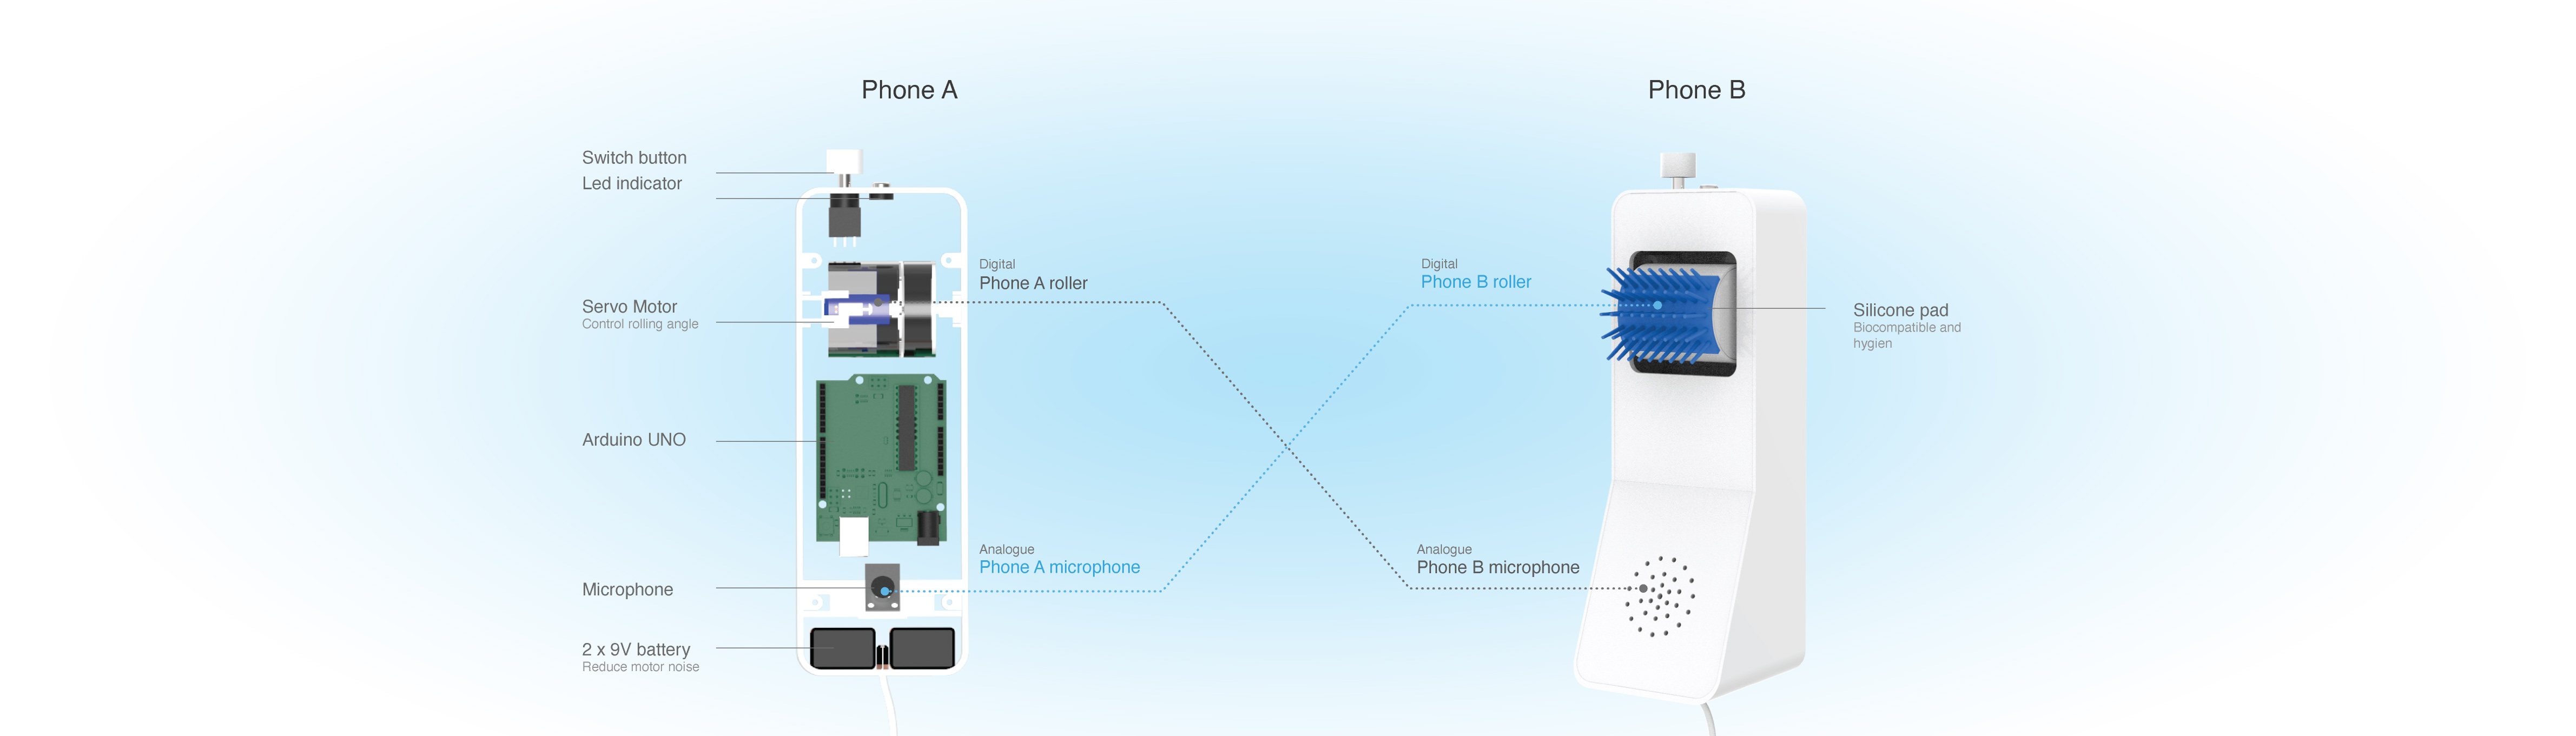 Phone A
Phone B
Switch button
Led indicator
Servo Motor
Control rolling angle
Arduino UNO
Microphone
2 x 9V battery
Reduce motor noise
Digital
Phone A roller
Analogue
Phone A microphone
Digital
Phone B roller
Analogue
Phone B microphone
Silicone pad
Biocompatible and
hygien